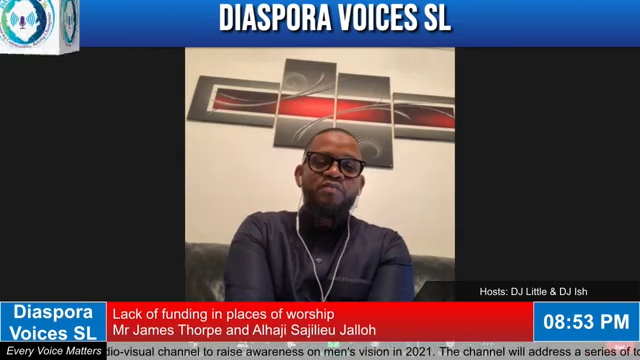 DIASPORA VOICES SL
Hosts: DJ Little & DJ Ish
Diaspora
Voices SL
Lack of funding in places of worship
Mr James Thorpe and Alhaji Sajilieu Jalloh
08:53 PM
Every Voice Matters
dio-visual channel to raise awareness on men's vision in 2021. The channel will address a series of